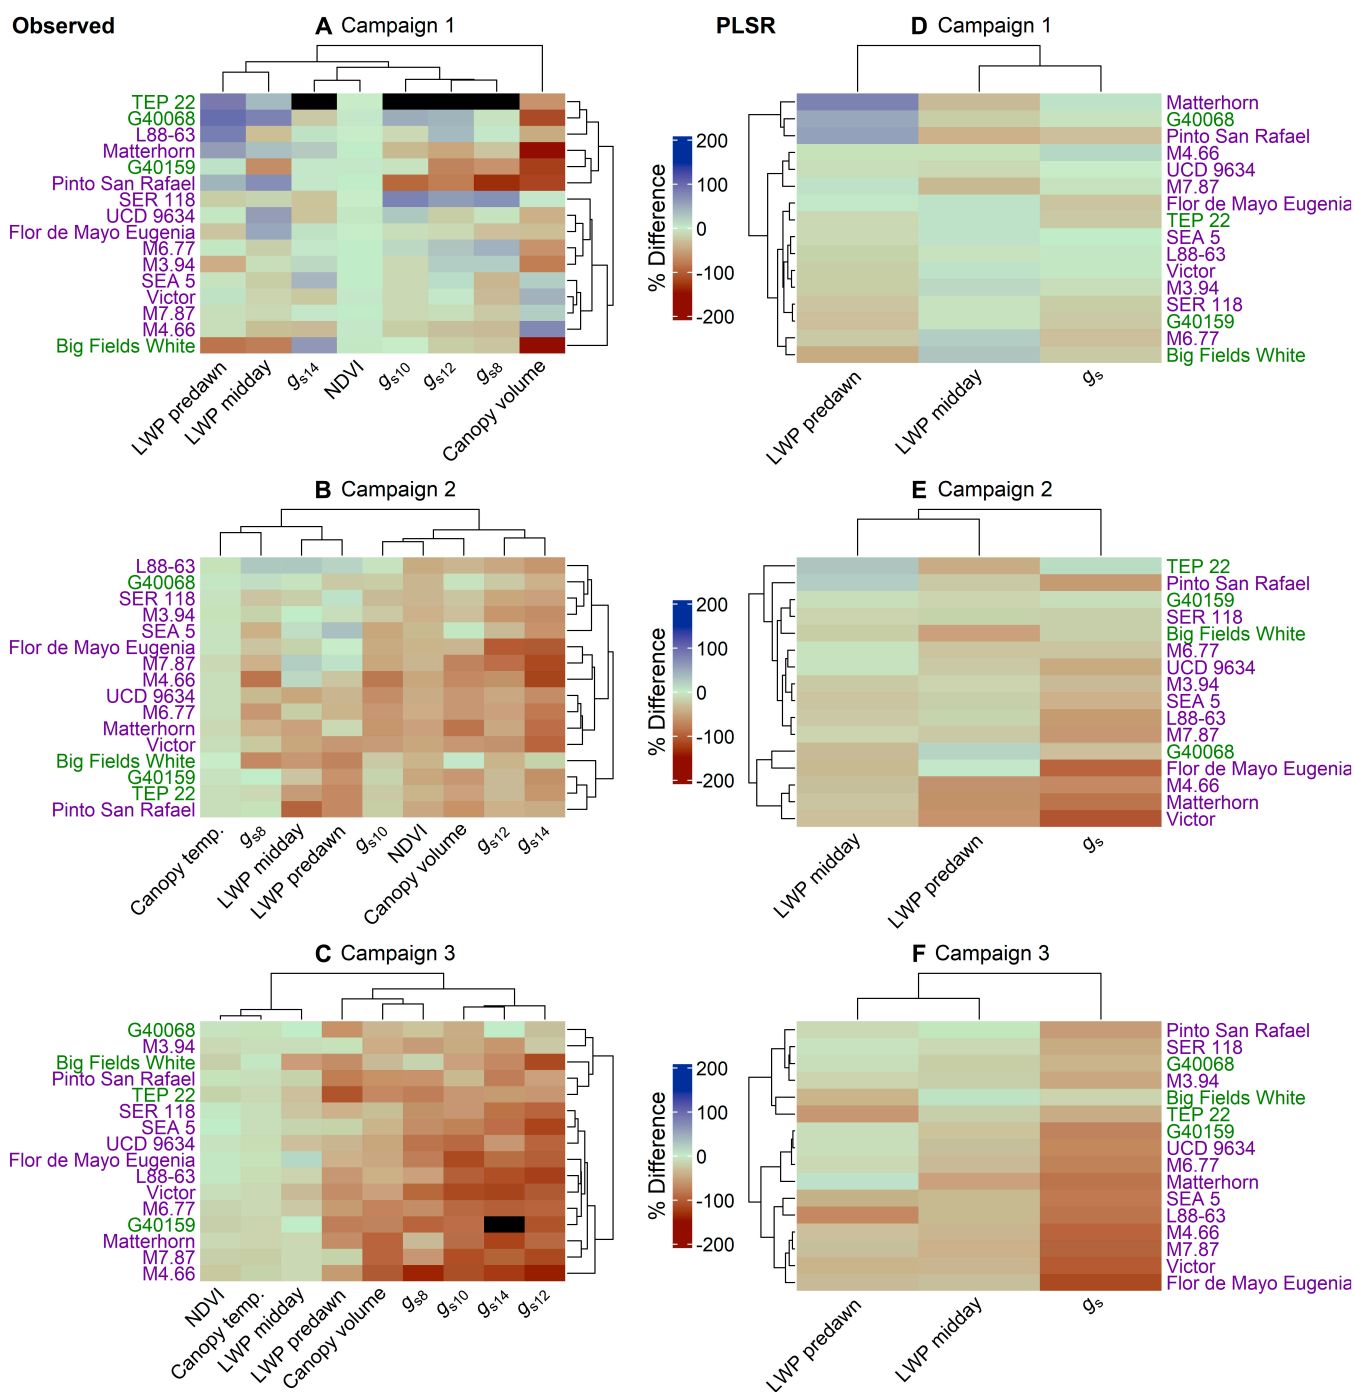 Observed
A Campaign 1
TEP 22
G40068
L88-63
Matterhorn
G40159
Pinto San Rafael
SER 118
UCD 9634
Flor de Mayo Eugenia
M6.77
M3.94
SEA 5
Victor
M7.87
M4.66
Big Fields White
LWP predawn
LWP midday
gs14
NDVI
gs10
gs12
gs8
Canopy volume
% Difference
200
100
0
-100
-200
PLSR
D Campaign 1
Matterhorn
G40068
Pinto San Rafael
M4.66
UCD 9634
M7.87
Flor de Mayo Eugenia
TEP 22
SEA 5
L88-63
Victor
M3.94
SER 118
G40159
M6.77
Big Fields White
LWP predawn
LWP midday
gs
B Campaign 2
L88-63
G40068
SER 118
M3.94
SEA 5
Flor de Mayo Eugenia
M7.87
M4.66
UCD 9634
M6.77
Matterhorn
Victor
Big Fields White
G40159
TEP 22
Pinto San Rafael
Canopy temp.
gs8
LWP midday
LWP predawn
gs10
NDVI
Canopy volume
gs12
gs14
% Difference
200
100
0
-100
-200
E Campaign 2
TEP 22
Pinto San Rafael
G40159
SER 118
Big Fields White
M6.77
UCD 9634
M3.94
SEA 5
L88-63
M7.87
G40068
Flor de Mayo Eugenia
M4.66
Matterhorn
Victor
LWP midday
LWP predawn
gs
C Campaign 3
G40068
M3.94
Big Fields White
Pinto San Rafael
TEP 22
SER 118
SEA 5
UCD 9634
Flor de Mayo Eugenia
L88-63
Victor
M6.77
G40159
Matterhorn
M7.87
M4.66
NDVI
Canopy temp.
LWP midday
LWP predawn
Canopy volume
gs8
gs10
gs14
gs12
% Difference
200
100
0
-100
-200
F Campaign 3
Pinto San Rafael
SER 118
G40068
M3.94
Big Fields White
TEP 22
G40159
UCD 9634
M6.77
Matterhorn
SEA 5
L88-63
M4.66
M7.87
Victor
Flor de Mayo Eugenia
LWP predawn
LWP midday
gs